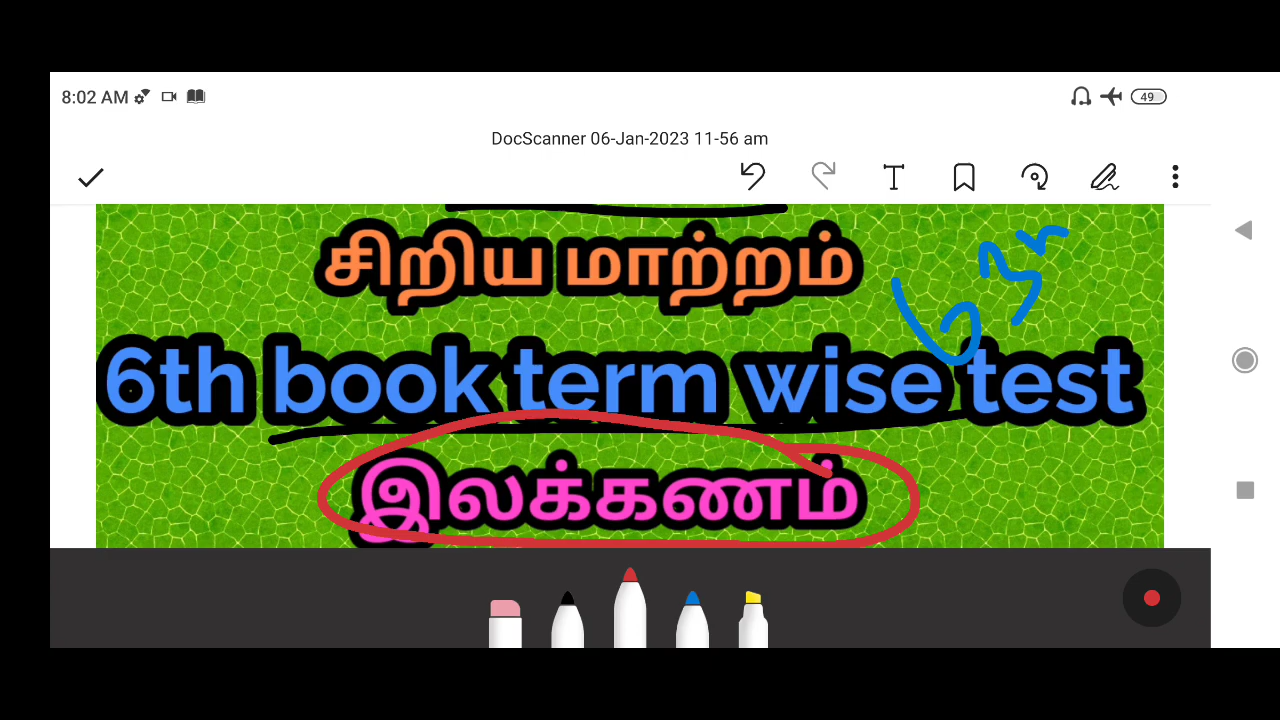 8:02 AM
49
DocScanner 06-Jan-2023 11-56 am
T
சிறிய மாற்றம்
6th book term wise test
இலக்கணம்